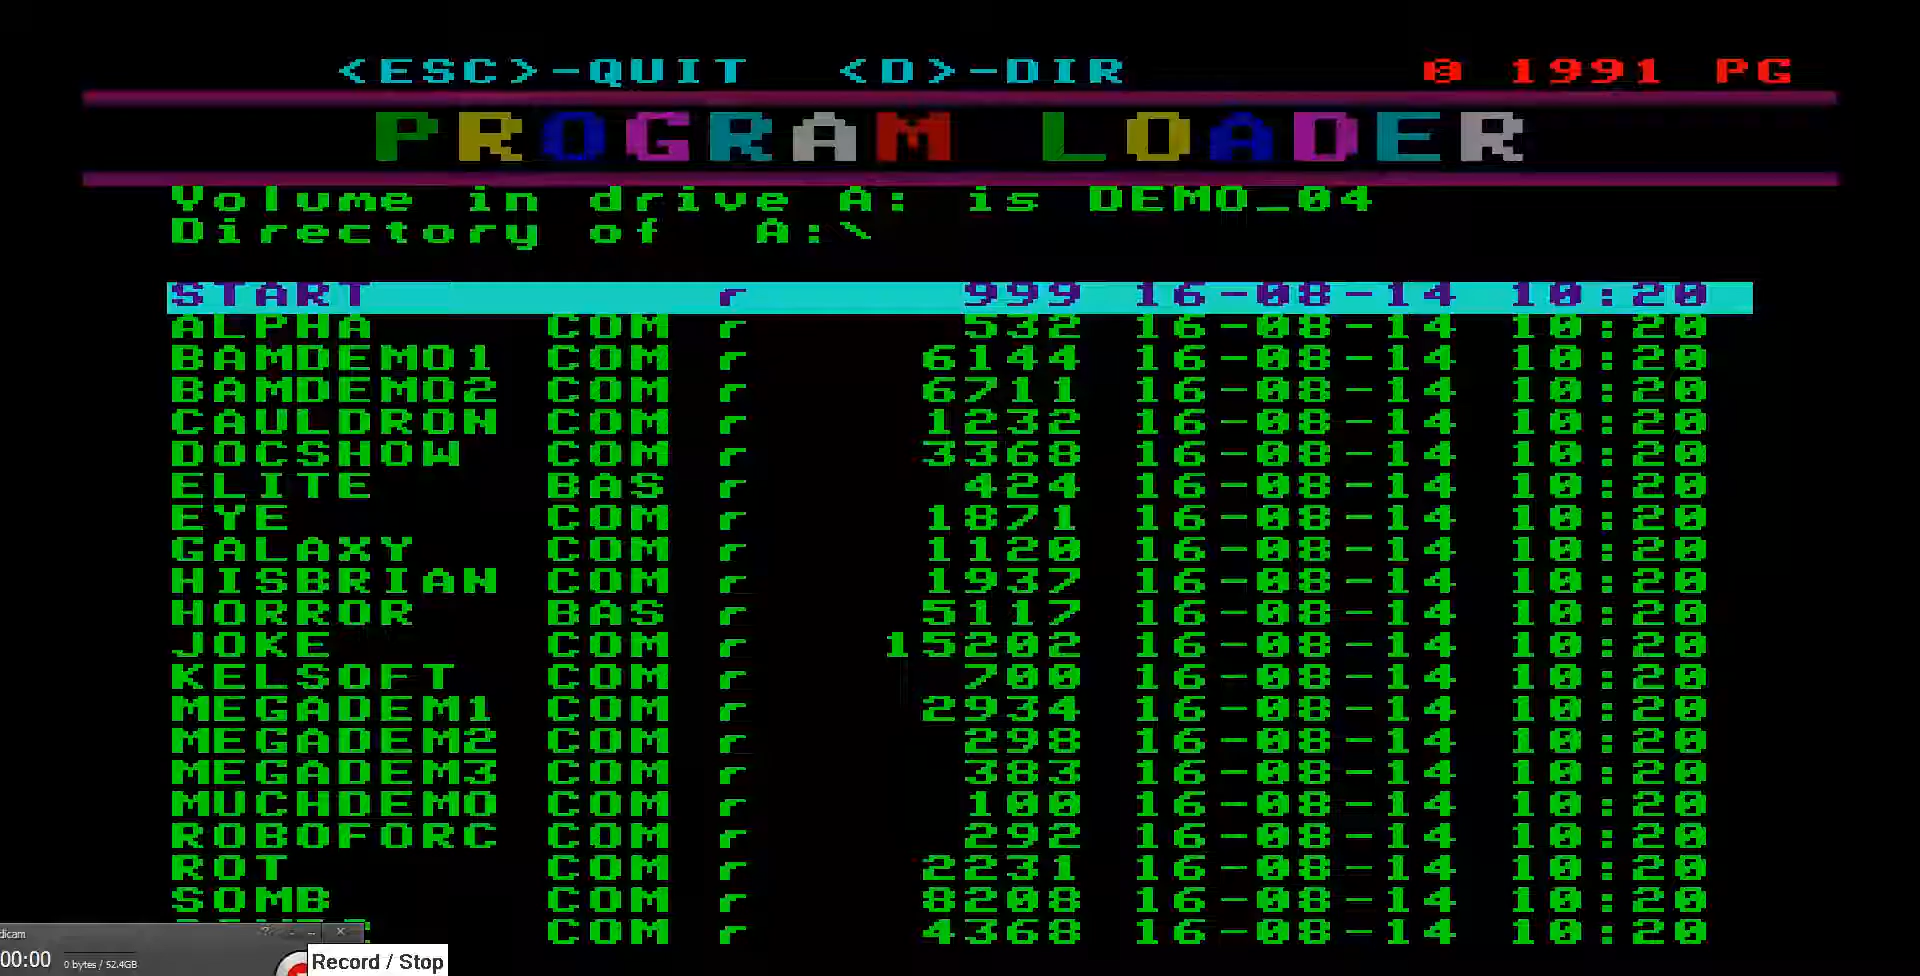 <ESC>-QUIT <D>-DIR © 1991 PG
PROGRAM LOADER
Volume in drive A: is DEMO_04
Directory of A:\
START r 999 16-08-14 10:20
ALPHA COM r 532 16-08-14 10:20
BAMDEMO1 COM r 6144 16-08-14 10:20
BAMDEMO2 COM r 6711 16-08-14 10:20
CAULDRON COM r 1232 16-08-14 10:20
DOCSHOW COM r 3368 16-08-14 10:20
ELITE BAS r 424 16-08-14 10:20
EYE COM r 1871 16-08-14 10:20
GALAXY COM r 1120 16-08-14 10:20
HISBRIAN COM r 1937 16-08-14 10:20
HORROR BAS r 5117 16-08-14 10:20
JOKE COM r 15202 16-08-14 10:20
KELSOFT COM r 700 16-08-14 10:20
MEGADEM1 COM r 2934 16-08-14 10:20
MEGADEM2 COM r 298 16-08-14 10:20
MEGADEM3 COM r 383 16-08-14 10:20
MUCHDEMO COM r 100 16-08-14 10:20
ROBOFORC COM r 292 16-08-14 10:20
ROT COM r 2231 16-08-14 10:20
SOMB COM r 8208 16-08-14 10:20
COM r 4368 16-08-14 10:20
dicam
00:00 0 bytes / 52.4GB
Record / Stop